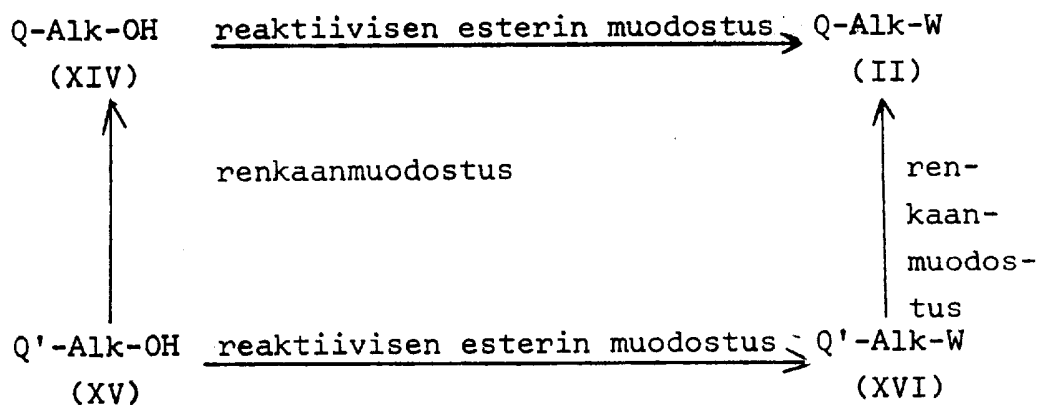 Q-Alk-OH reaktiivisen esterin muodostus Q-Alk-W
(XIV) (II)
renkaanmuodostus
ren-
kaan-
muodos-
tus
Q'-Alk-OH reaktiivisen esterin muodostus Q'-Alk-W
(XV) (XVI)